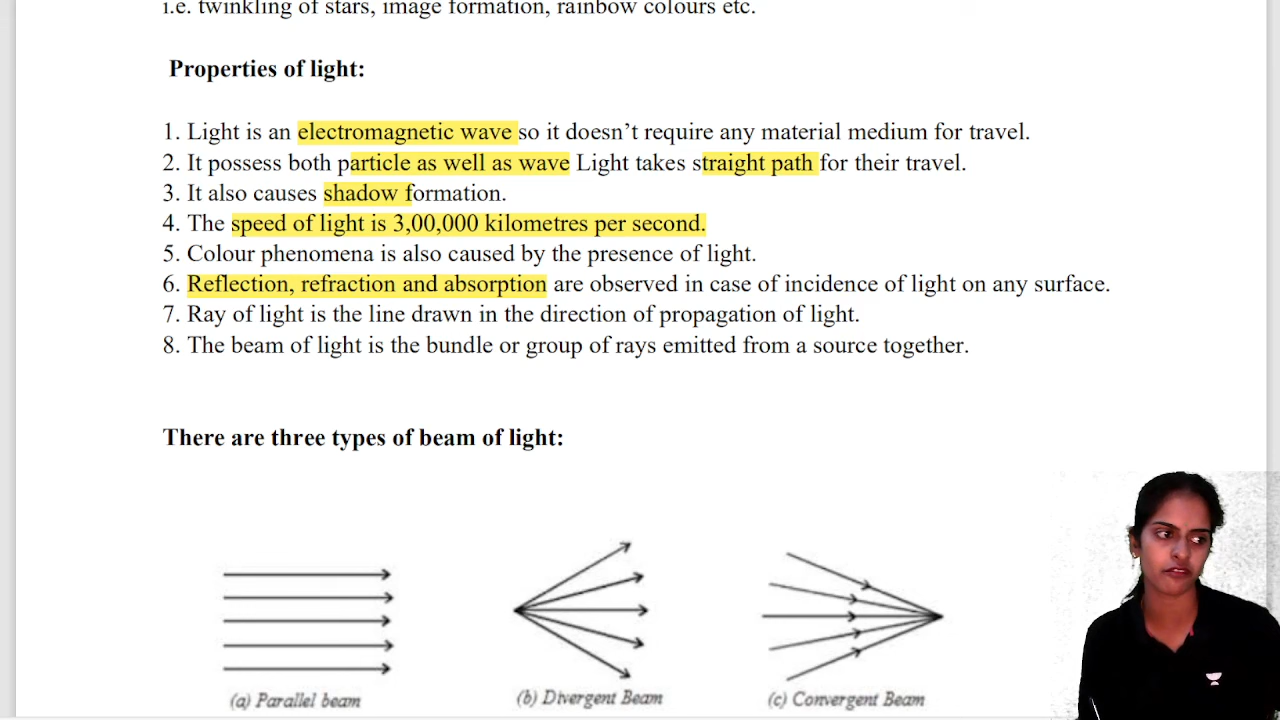 i.e. twinkling of stars, image formation, rainbow colours etc.
Properties of light:
1. Light is an electromagnetic wave so it doesn’t require any material medium for travel.
2. It possess both particle as well as wave Light takes straight path for their travel.
3. It also causes shadow formation.
4. The speed of light is 3,00,000 kilometres per second.
5. Colour phenomena is also caused by the presence of light.
6. Reflection, refraction and absorption are observed in case of incidence of light on any surface.
7. Ray of light is the line drawn in the direction of propagation of light.
8. The beam of light is the bundle or group of rays emitted from a source together.
There are three types of beam of light:
(a) Parallel beam
(b) Divergent Beam
(c) Convergent Beam